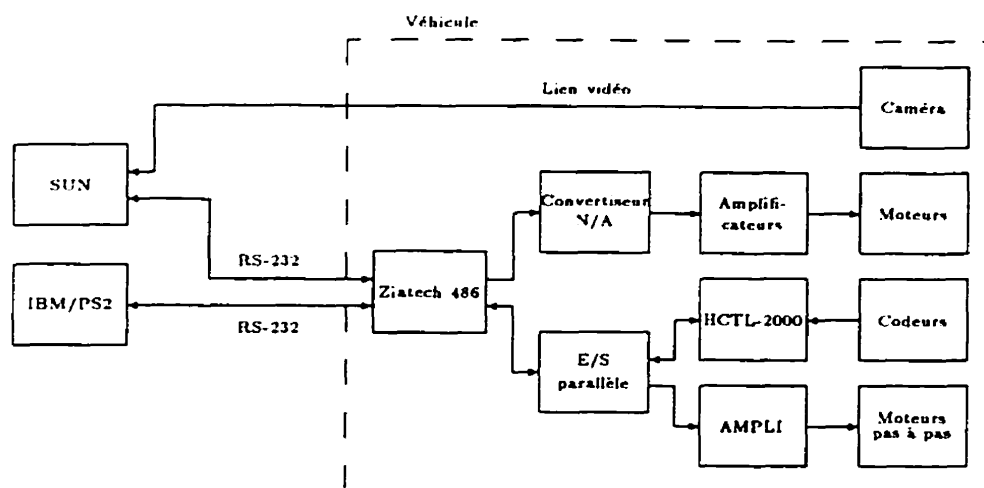 Véhicule
Lien vidéo
Caméra
SUN
Convertiseur
N/A
Amplifi-
cateurs
Moteurs
RS-232
IBM/PS2
Ziatech 486
RS-232
HCTL-2000
Codeurs
E/S
parallèle
AMPLI
Moteurs
pas à pas